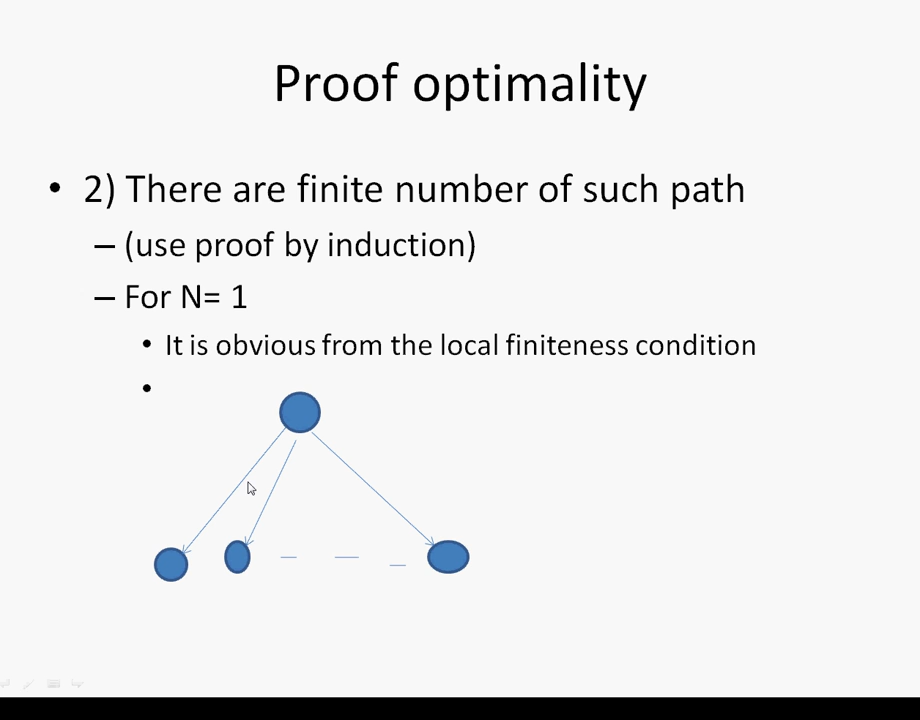 Proof optimality
• 2) There are finite number of such path
– (use proof by induction)
– For N= 1
• It is obvious from the local finiteness condition
•